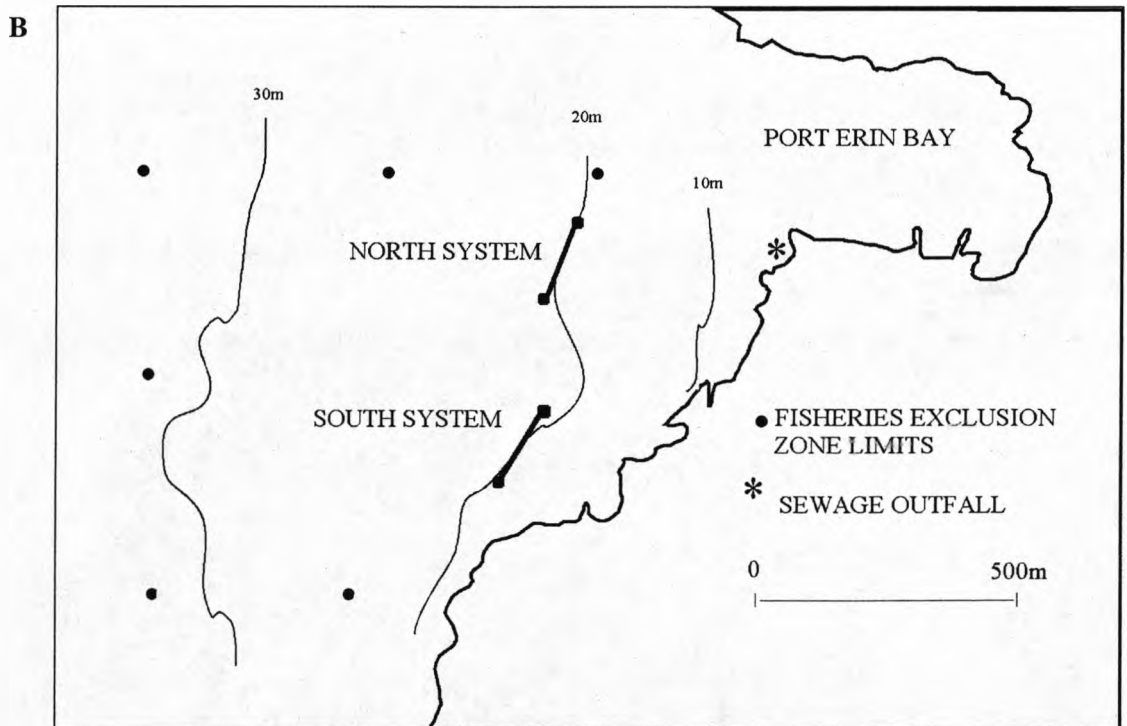 B
30m
20m
PORT ERIN BAY
10m
NORTH SYSTEM
SOUTH SYSTEM
FISHERIES EXCLUSION
ZONE LIMITS
* SEWAGE OUTFALL
0 500m